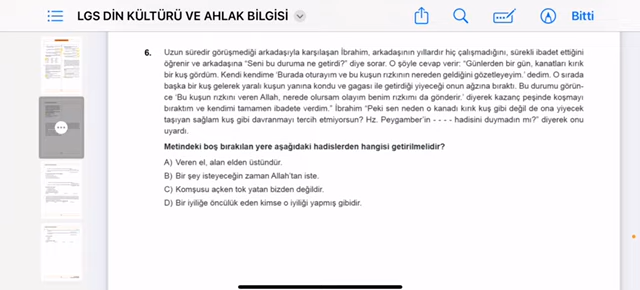 LGS DİN KÜLTÜRÜ VE AHLAK BİLGİSİ
Bitti
6. Uzun süredir görüşmediği arkadaşıyla karşılaşan İbrahim, arkadaşının yıllardır hiç çalışmadığını, sürekli ibadet ettiğini
öğrenir ve arkadaşına "Seni bu duruma ne getirdi?" diye sorar. O şöyle cevap verir: "Günlerden bir gün, kanatları kırık
bir kuş gördüm. Kendi kendime 'Burada oturayım ve bu kuşun rızkının nereden geldiğini gözetleyeyim.' dedim. O sırada
başka bir kuş gelerek yaralı kuşun yanına kondu ve gagası ile getirdiği yiyeceği onun ağzına bıraktı. Bu durumu görün-
ce 'Bu kuşun rızkını veren Allah, nerede olursam olayım benim rızkımı da gönderir.' diyerek kazanç peşinde koşmayı
bıraktım ve kendimi tamamen ibadete verdim." İbrahim "Peki sen neden o kanadı kırık kuş gibi değil de ona yiyecek
taşıyan sağlam kuş gibi davranmayı tercih etmiyorsun? Hz. Peygamber'in - - - - hadisini duymadın mı?" diyerek onu
uyardı.
Metindeki boş bırakılan yere aşağıdaki hadislerden hangisi getirilmelidir?
A) Veren el, alan elden üstündür.
B) Bir şey isteyeceğin zaman Allah'tan iste.
C) Komşusu açken tok yatan bizden değildir.
D) Bir iyiliğe öncülük eden kimse o iyiliği yapmış gibidir.